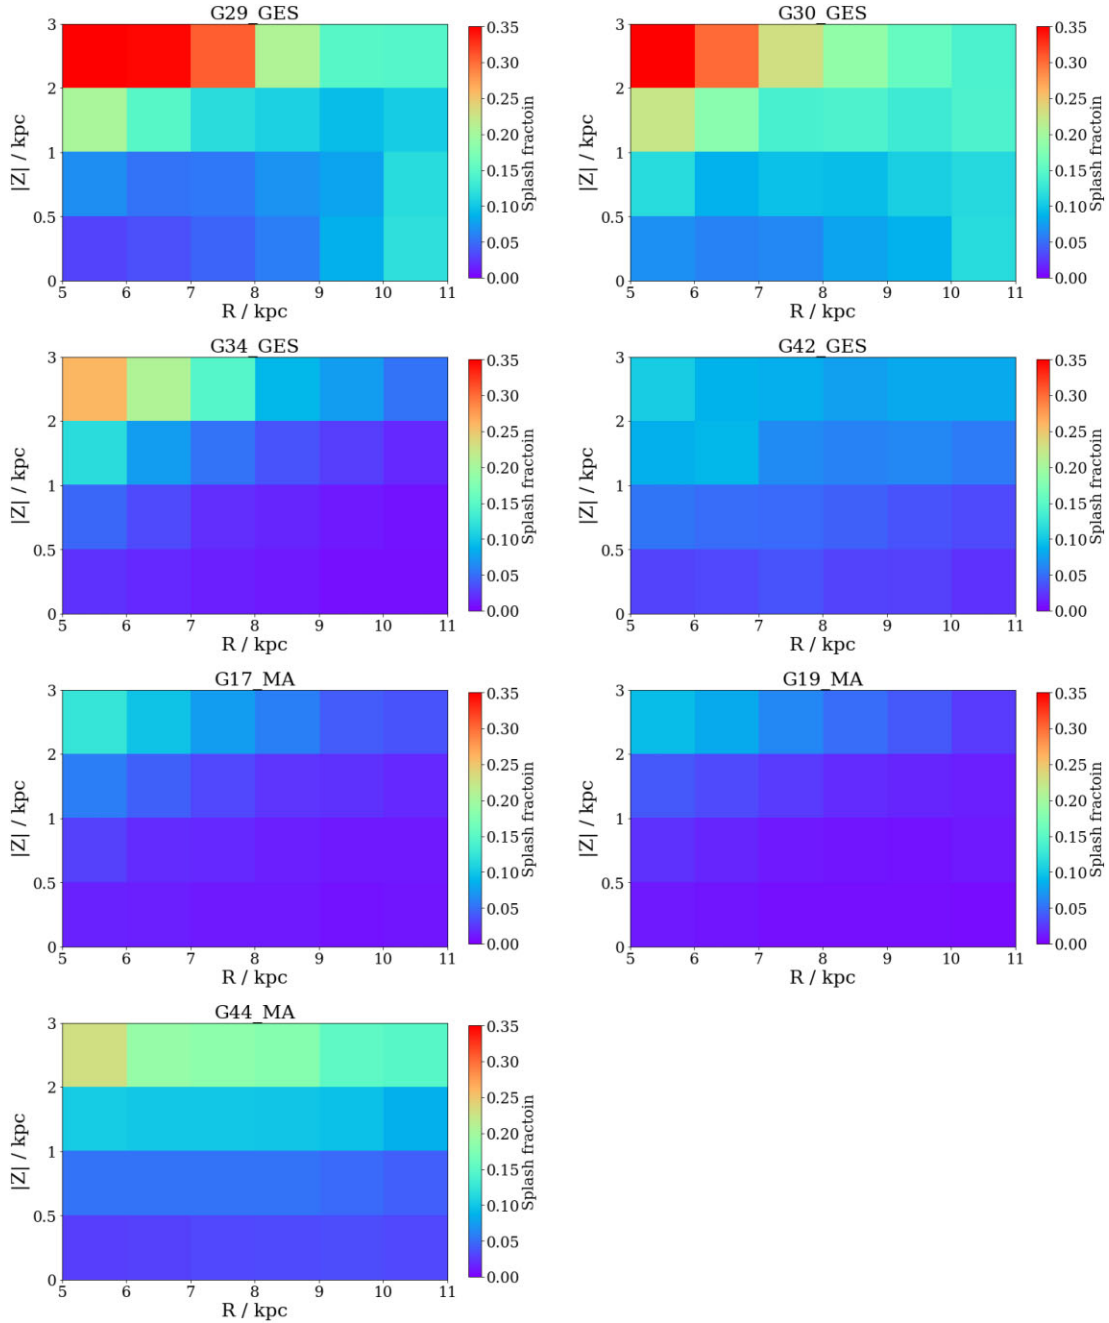 G29_GES
3
2
1
0.5
0
|Z| / kpc
5 6 7 8 9 10 11
R / kpc
0.35
0.30
0.25
0.20
0.15
0.10
0.05
0.00
Splash fractoin
G30_GES
3
2
1
0.5
0
|Z| / kpc
5 6 7 8 9 10 11
R / kpc
0.35
0.30
0.25
0.20
0.15
0.10
0.05
0.00
Splash fractoin
G34_GES
3
2
1
0.5
0
|Z| / kpc
5 6 7 8 9 10 11
R / kpc
0.35
0.30
0.25
0.20
0.15
0.10
0.05
0.00
Splash fractoin
G42_GES
3
2
1
0.5
0
|Z| / kpc
5 6 7 8 9 10 11
R / kpc
0.35
0.30
0.25
0.20
0.15
0.10
0.05
0.00
Splash fractoin
G17_MA
3
2
1
0.5
0
|Z| / kpc
5 6 7 8 9 10 11
R / kpc
0.35
0.30
0.25
0.20
0.15
0.10
0.05
0.00
Splash fractoin
G19_MA
3
2
1
0.5
0
|Z| / kpc
5 6 7 8 9 10 11
R / kpc
0.35
0.30
0.25
0.20
0.15
0.10
0.05
0.00
Splash fractoin
G44_MA
3
2
1
0.5
0
|Z| / kpc
5 6 7 8 9 10 11
R / kpc
0.35
0.30
0.25
0.20
0.15
0.10
0.05
0.00
Splash fractoin